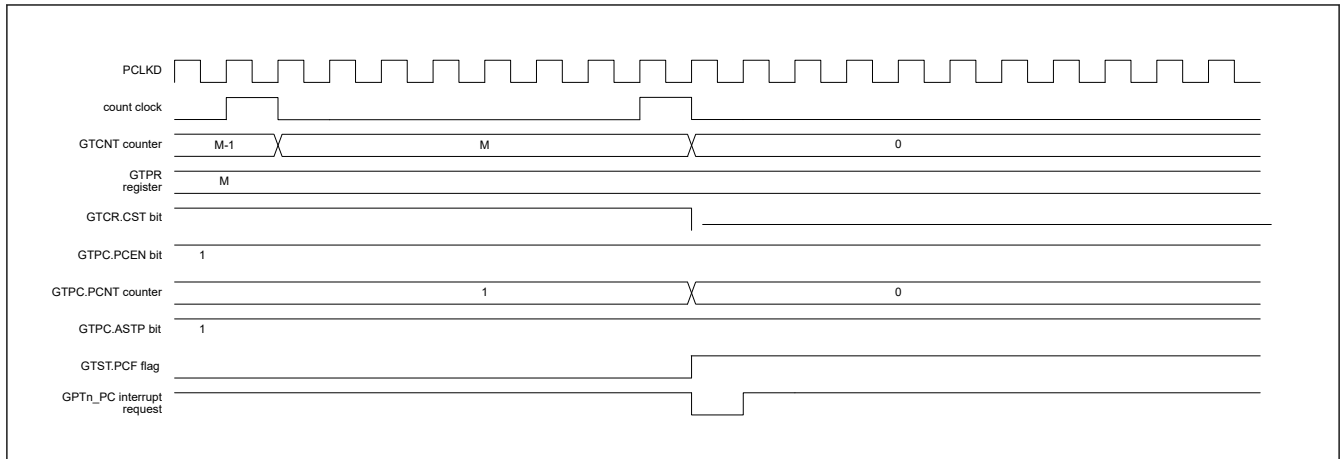 PCLKD
count clock
GTCNT counter M-1 M 0
GTPR
register
M
GTCR.CST bit
GTPC.PCEN bit 1
GTPC.PCNT counter 1 0
GTPC.ASTP bit 1
GTST.PCF flag
GPTn_PC interrupt
request